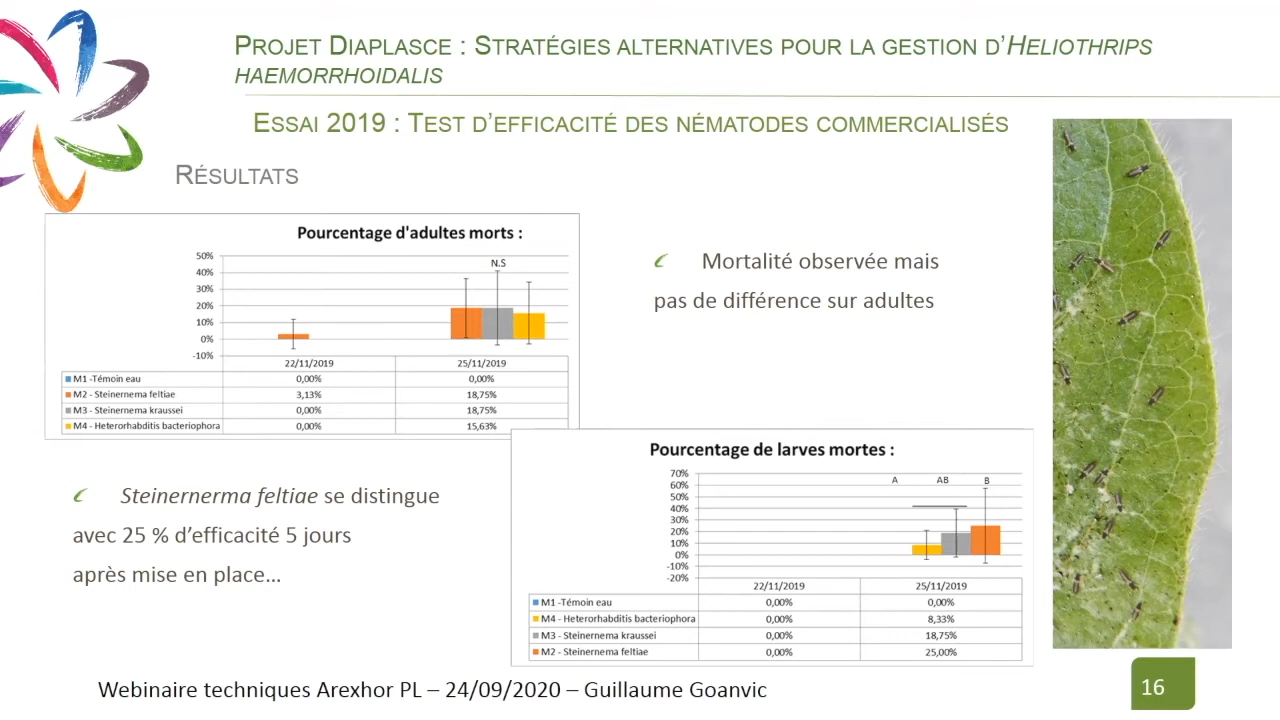 PROJET DIAPLASCE : STRATÉGIES ALTERNATIVES POUR LA GESTION D'HELIOTHRIPS
HAEMORRHOIDALIS
ESSAI 2019 : TEST D'EFFICACITÉ DES NÉMATODES COMMERCIALISÉS
RÉSULTATS
Pourcentage d'adultes morts :
50%
40%
30%
20%
10%
0%
-10%
N.S
22/11/2019 25/11/2019
M1 -Témoin eau 0,00% 0,00%
M2 - Steinernema feltiae 3,13% 18,75%
M3 - Steinernema kraussei 0,00% 18,75%
M4 - Heterorhabditis bacteriophora 0,00% 15,63%
Mortalité observée mais
pas de différence sur adultes
Steinernerma feltiae se distingue
avec 25 % d'efficacité 5 jours
après mise en place...
Pourcentage de larves mortes :
70%
60%
50%
40%
30%
20%
10%
0%
-10%
-20%
A AB B
22/11/2019 25/11/2019
M1 -Témoin eau 0,00% 0,00%
M4 - Heterorhabditis bacteriophora 0,00% 8,33%
M3 - Steinernema kraussei 0,00% 18,75%
M2 - Steinernema feltiae 0,00% 25,00%
Webinaire techniques Arexhor PL – 24/09/2020 – Guillaume Goanvic
16